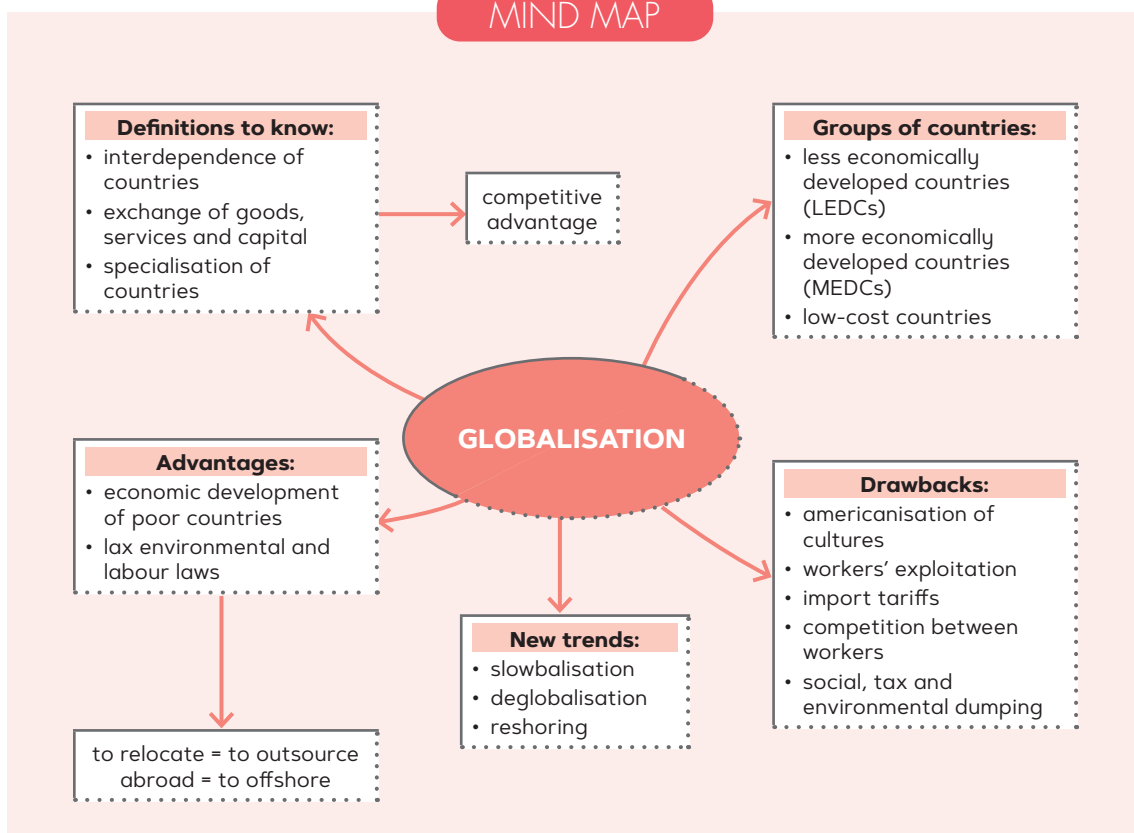 MIND MAP
Definitions to know:
• interdependence of
countries
• exchange of goods,
services and capital
• specialisation of
countries
competitive
advantage
Groups of countries:
• less economically
developed countries
(LEDCs)
• more economically
developed countries
(MEDCs)
• low-cost countries
GLOBALISATION
Advantages:
• economic development
of poor countries
• lax environmental and
labour laws
to relocate = to outsource
abroad = to offshore
New trends:
• slowbalisation
• deglobalisation
• reshoring
Drawbacks:
• americanisation of
cultures
• workers’ exploitation
• import tariffs
• competition between
workers
• social, tax and
environmental dumping